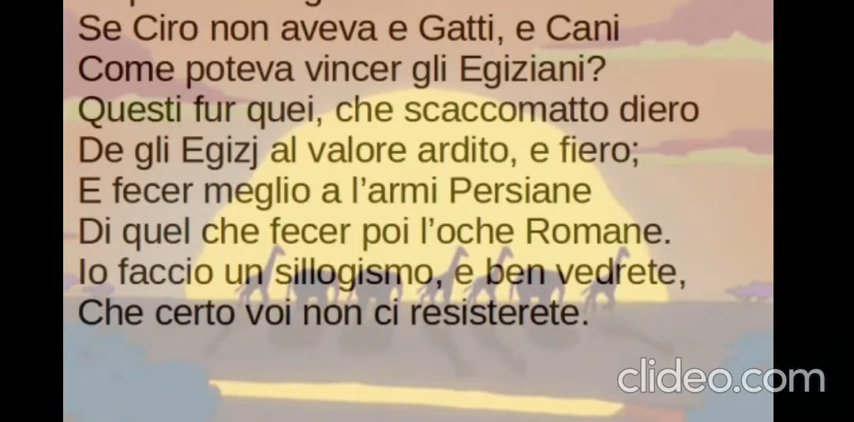 Se Ciro non aveva e Gatti, e Cani
Come poteva vincer gli Egiziani?
Questi fur quei, che scaccomatto diero
De gli Egizj al valore ardito, e fiero;
E fecer meglio a l'armi Persiane
Di quel che fecer poi l'oche Romane.
Io faccio un sillogismo, e ben vedrete,
Che certo voi non ci resisterete.
clideo.com